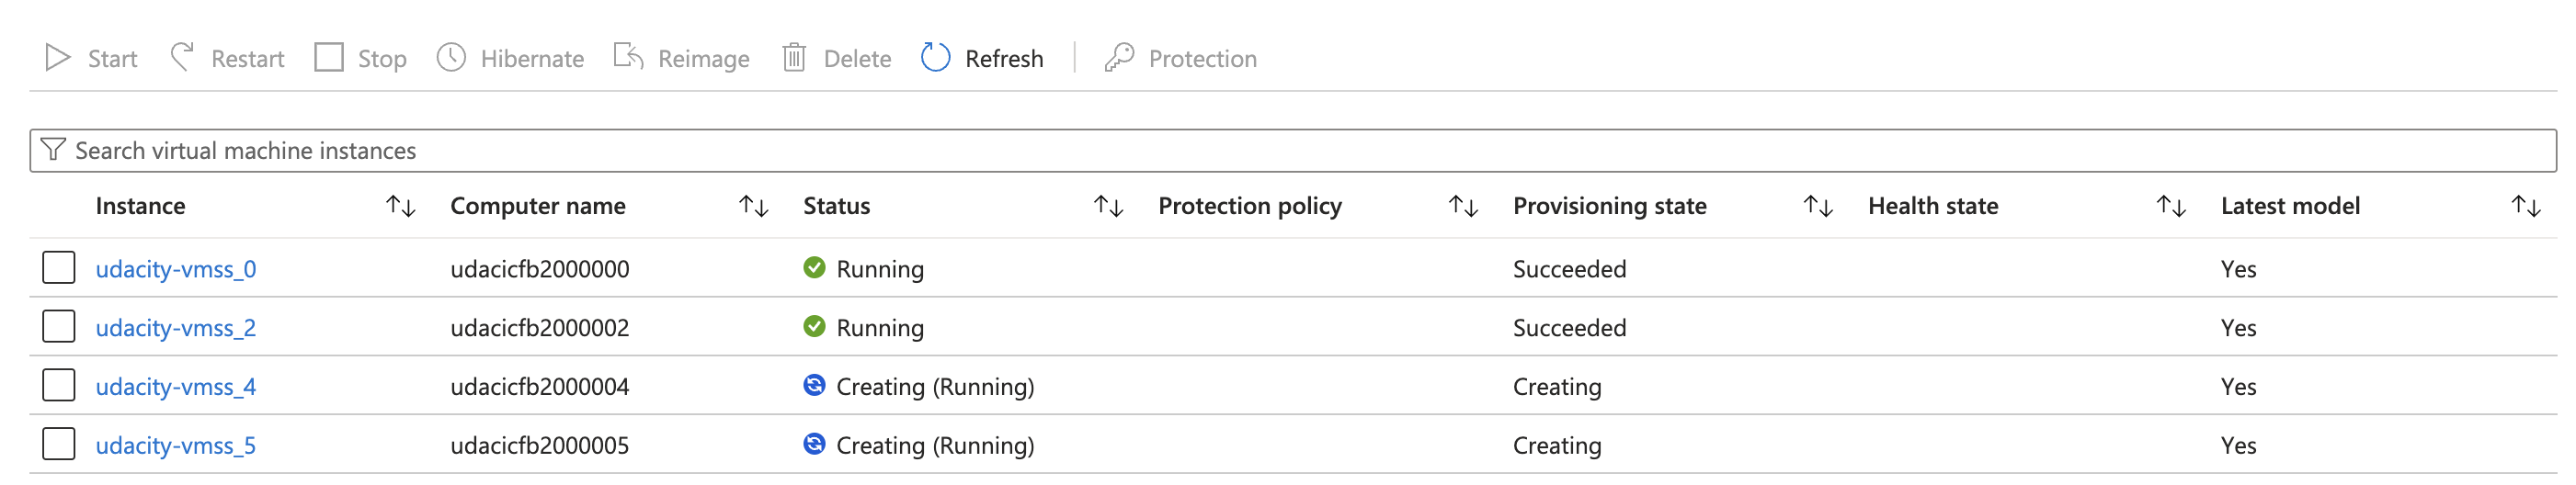 Start Restart Stop Hibernate Reimage Delete Refresh Protection
Search virtual machine instances
Instance Computer name Status Protection policy Provisioning state Health state Latest model
udacity-vmss_0 udacicfb2000000 Running Succeeded Yes
udacity-vmss_2 udacicfb2000002 Running Succeeded Yes
udacity-vmss_4 udacicfb2000004 Creating (Running) Creating Yes
udacity-vmss_5 udacicfb2000005 Creating (Running) Creating Yes